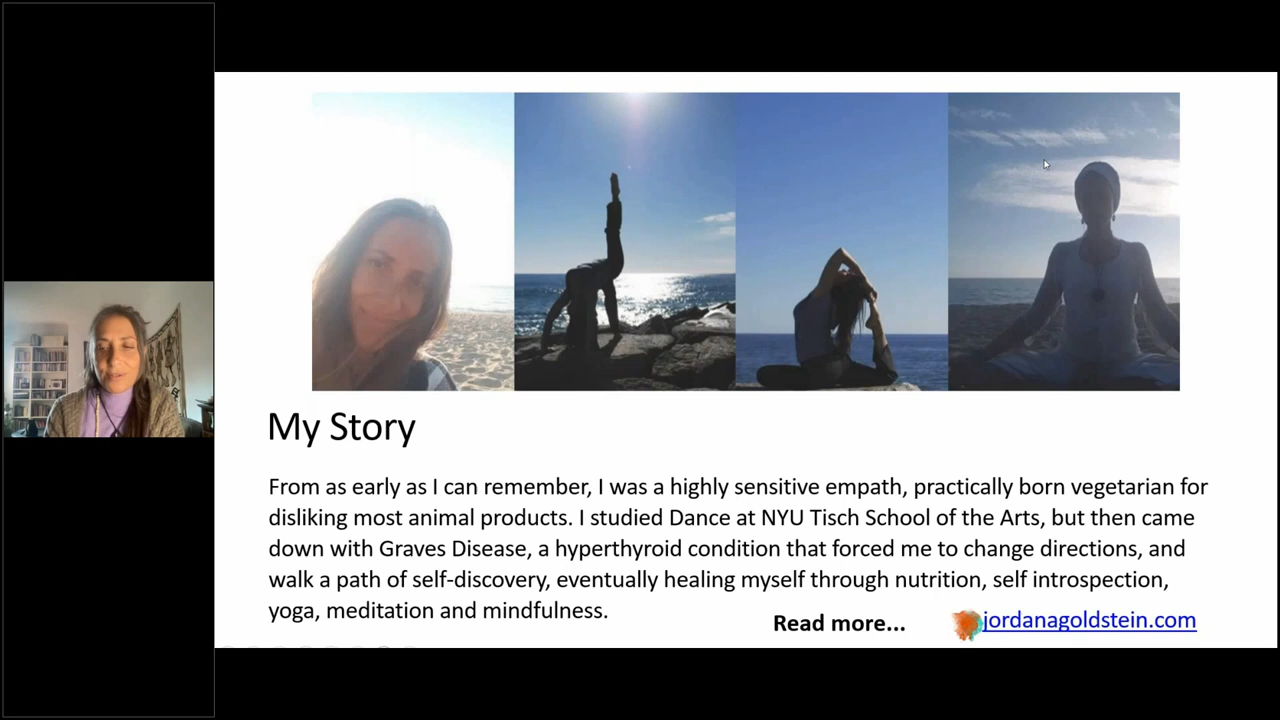 My Story
From as early as I can remember, I was a highly sensitive empath, practically born vegetarian for
disliking most animal products. I studied Dance at NYU Tisch School of the Arts, but then came
down with Graves Disease, a hyperthyroid condition that forced me to change directions, and
walk a path of self-discovery, eventually healing myself through nutrition, self introspection,
yoga, meditation and mindfulness.
Read more... jordanagoldstein.com